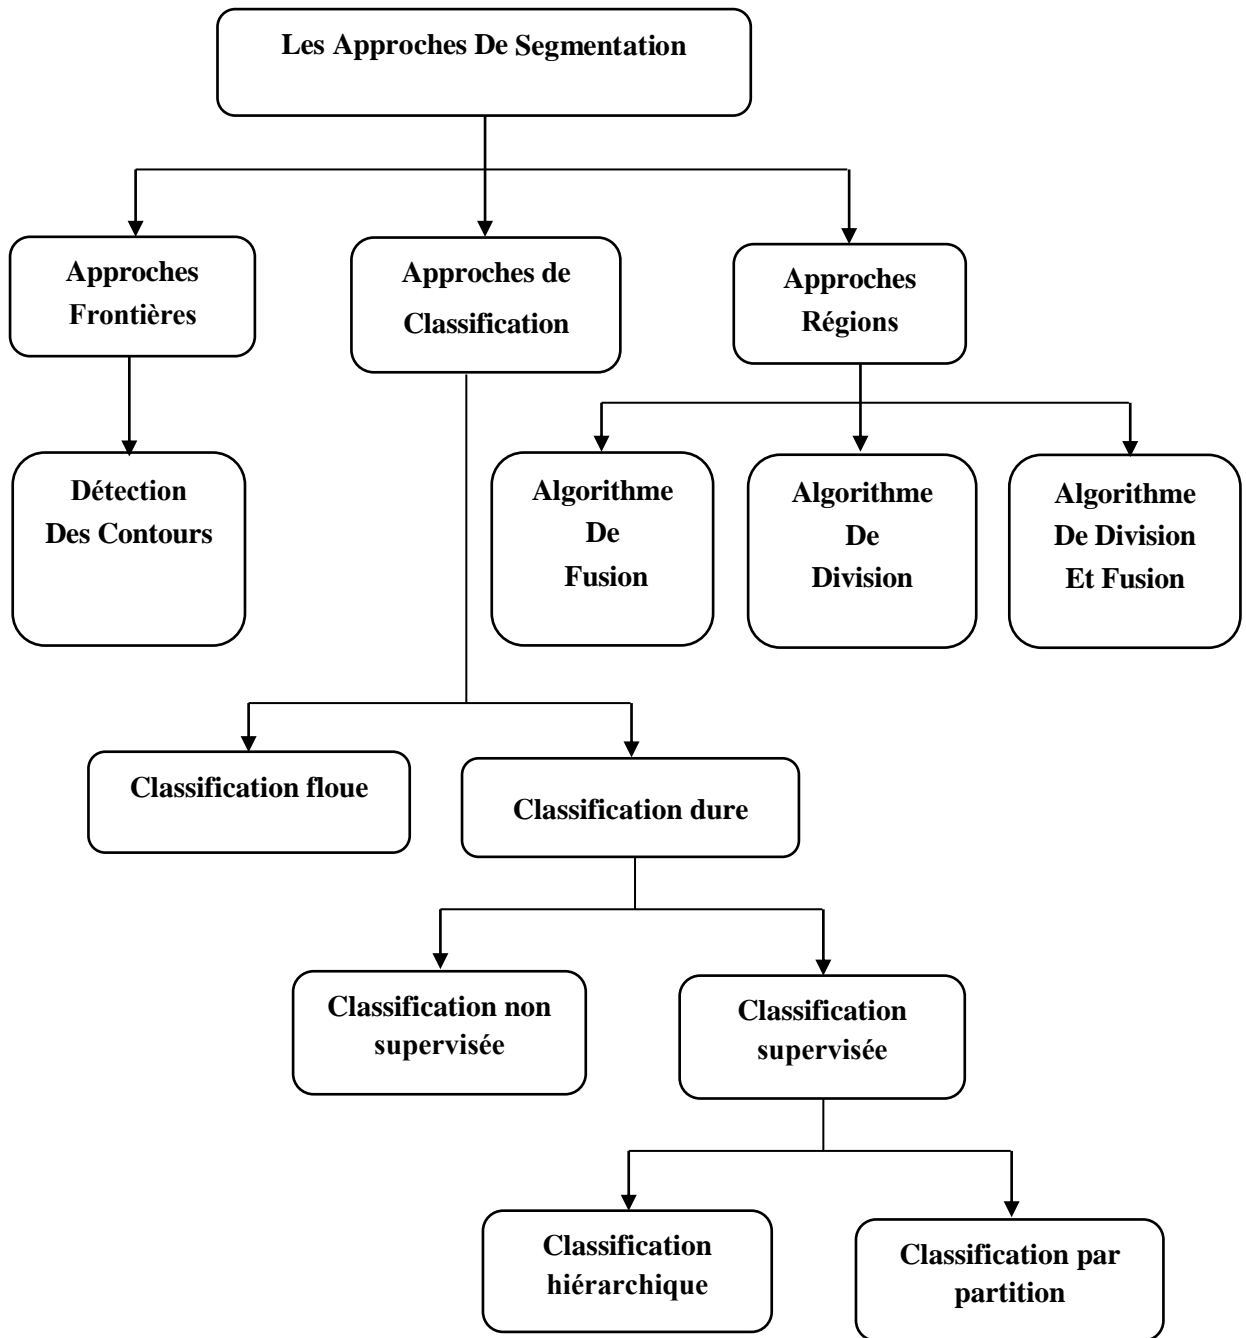 Les Approches De Segmentation
Approches
Frontières
Approches de
Classification
Approches
Régions
Détection
Des Contours
Algorithme
De
Fusion
Algorithme
De
Division
Algorithme
De Division
Et Fusion
Classification floue
Classification dure
Classification non
supervisée
Classification
supervisée
Classification
hiérarchique
Classification par
partition